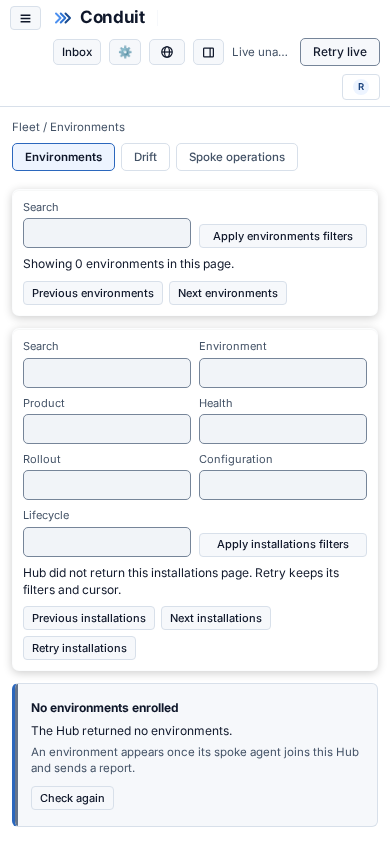 Conduit
Inbox
Live una...
Retry live
R
Fleet / Environments
Environments
Drift
Spoke operations
Search
Apply environments filters
Showing 0 environments in this page.
Previous environments
Next environments
Search
Environment
Product
Health
Rollout
Configuration
Lifecycle
Apply installations filters
Hub did not return this installations page. Retry keeps its
filters and cursor.
Previous installations
Next installations
Retry installations
No environments enrolled
The Hub returned no environments.
An environment appears once its spoke agent joins this Hub
and sends a report.
Check again